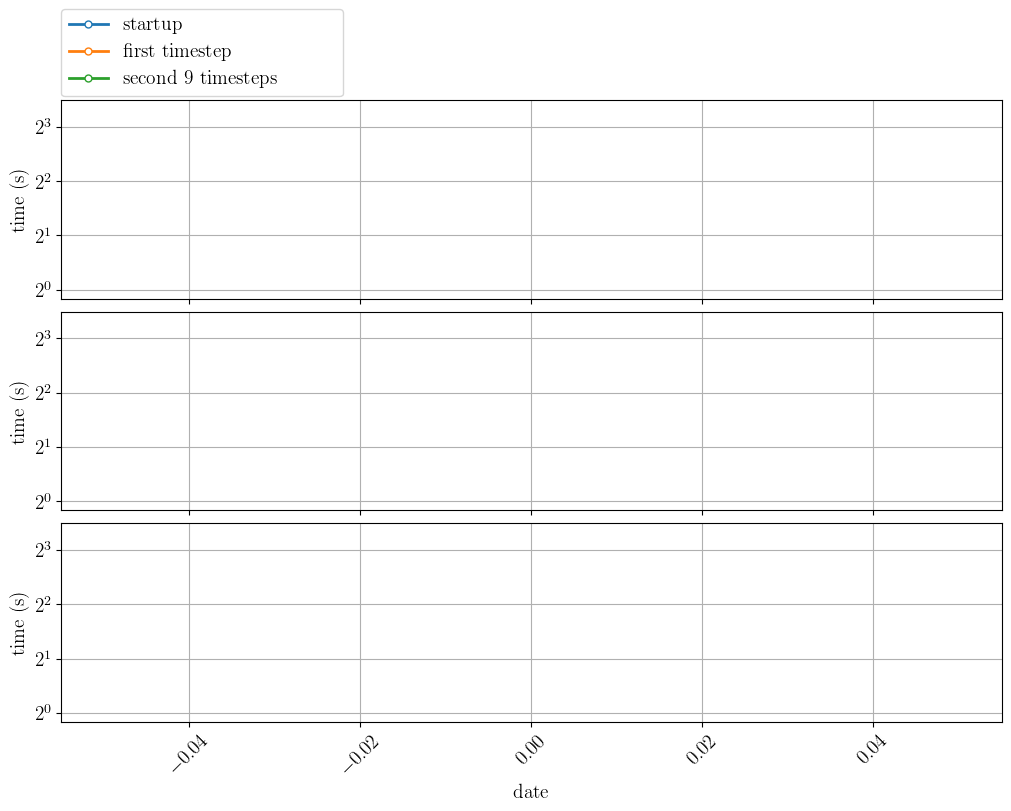 startup
first timestep
second 9 timesteps
time (s)
2³
2²
2¹
2⁰
time (s)
2³
2²
2¹
2⁰
time (s)
2³
2²
2¹
2⁰
−0.04 −0.02 0.00 0.02 0.04
date